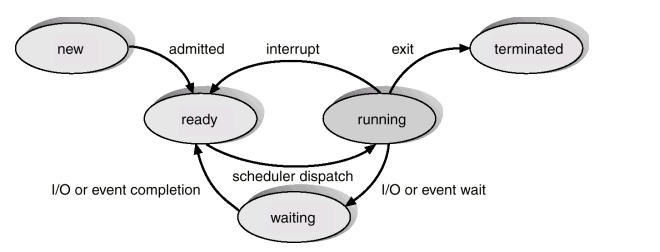 new
admitted
interrupt
exit
terminated
ready
running
scheduler dispatch
I/O or event completion
I/O or event wait
waiting